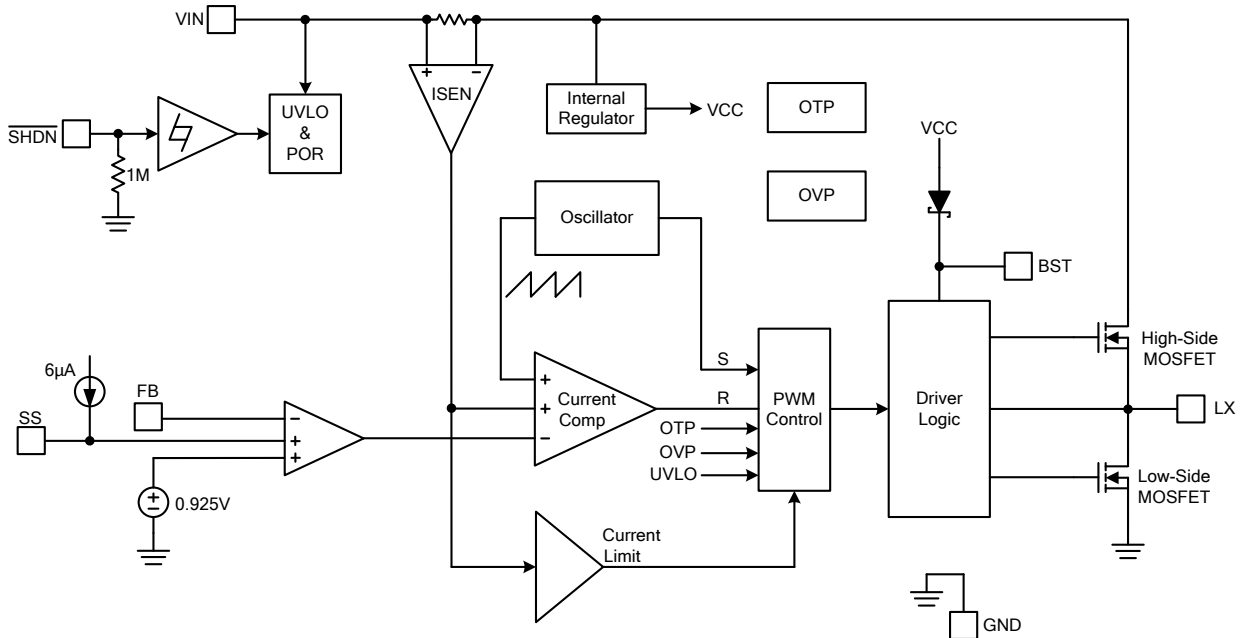 VIN
+
−
ISEN
Internal
Regulator
VCC
OTP
SHDN
UVLO
&
POR
1M
VCC
OVP
Oscillator
BST
6µA
FB
SS
−
+
+
0.925V
+
+
−
Current
Comp
S
R
OTP
OVP
UVLO
PWM
Control
Driver
Logic
High-Side
MOSFET
LX
Low-Side
MOSFET
Current
Limit
GND